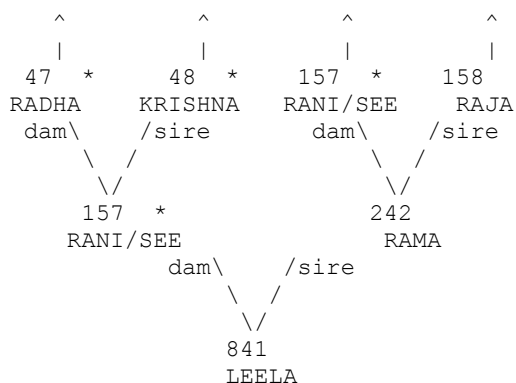 ^ ^ ^ ^
| | | |
47 * 48 * 157 * 158
RADHA KRISHNA RANI/SEE RAJA
dam\ /sire dam\ /sire
\ / \ /
\/ \/
157 * 242
RANI/SEE RAMA
dam\ /sire
\ /
\/
841
LEELA